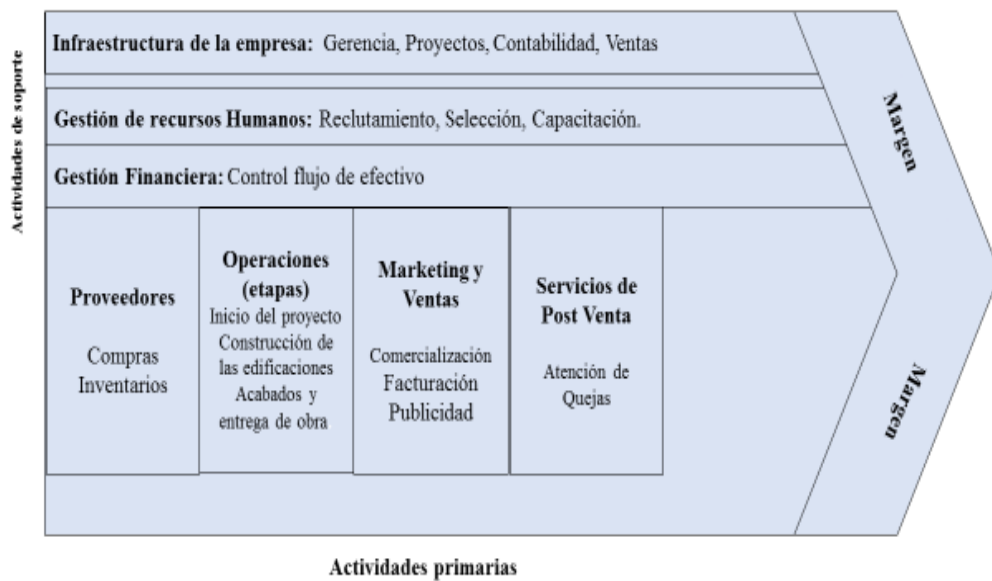 Actividades de soporte
Infraestructura de la empresa: Gerencia, Proyectos, Contabilidad, Ventas
Gestión de recursos Humanos: Reclutamiento, Selección, Capacitación.
Gestión Financiera: Control flujo de efectivo
Proveedores
Compras
Inventarios
Operaciones
(etapas)
Inicio del proyecto
Construcción de
las edificaciones
Acabados y
entrega de obra
Marketing y
Ventas
Comercialización
Facturación
Publicidad
Servicios de
Post Venta
Atención de
Quejas
Margen
Margen
Actividades primarias